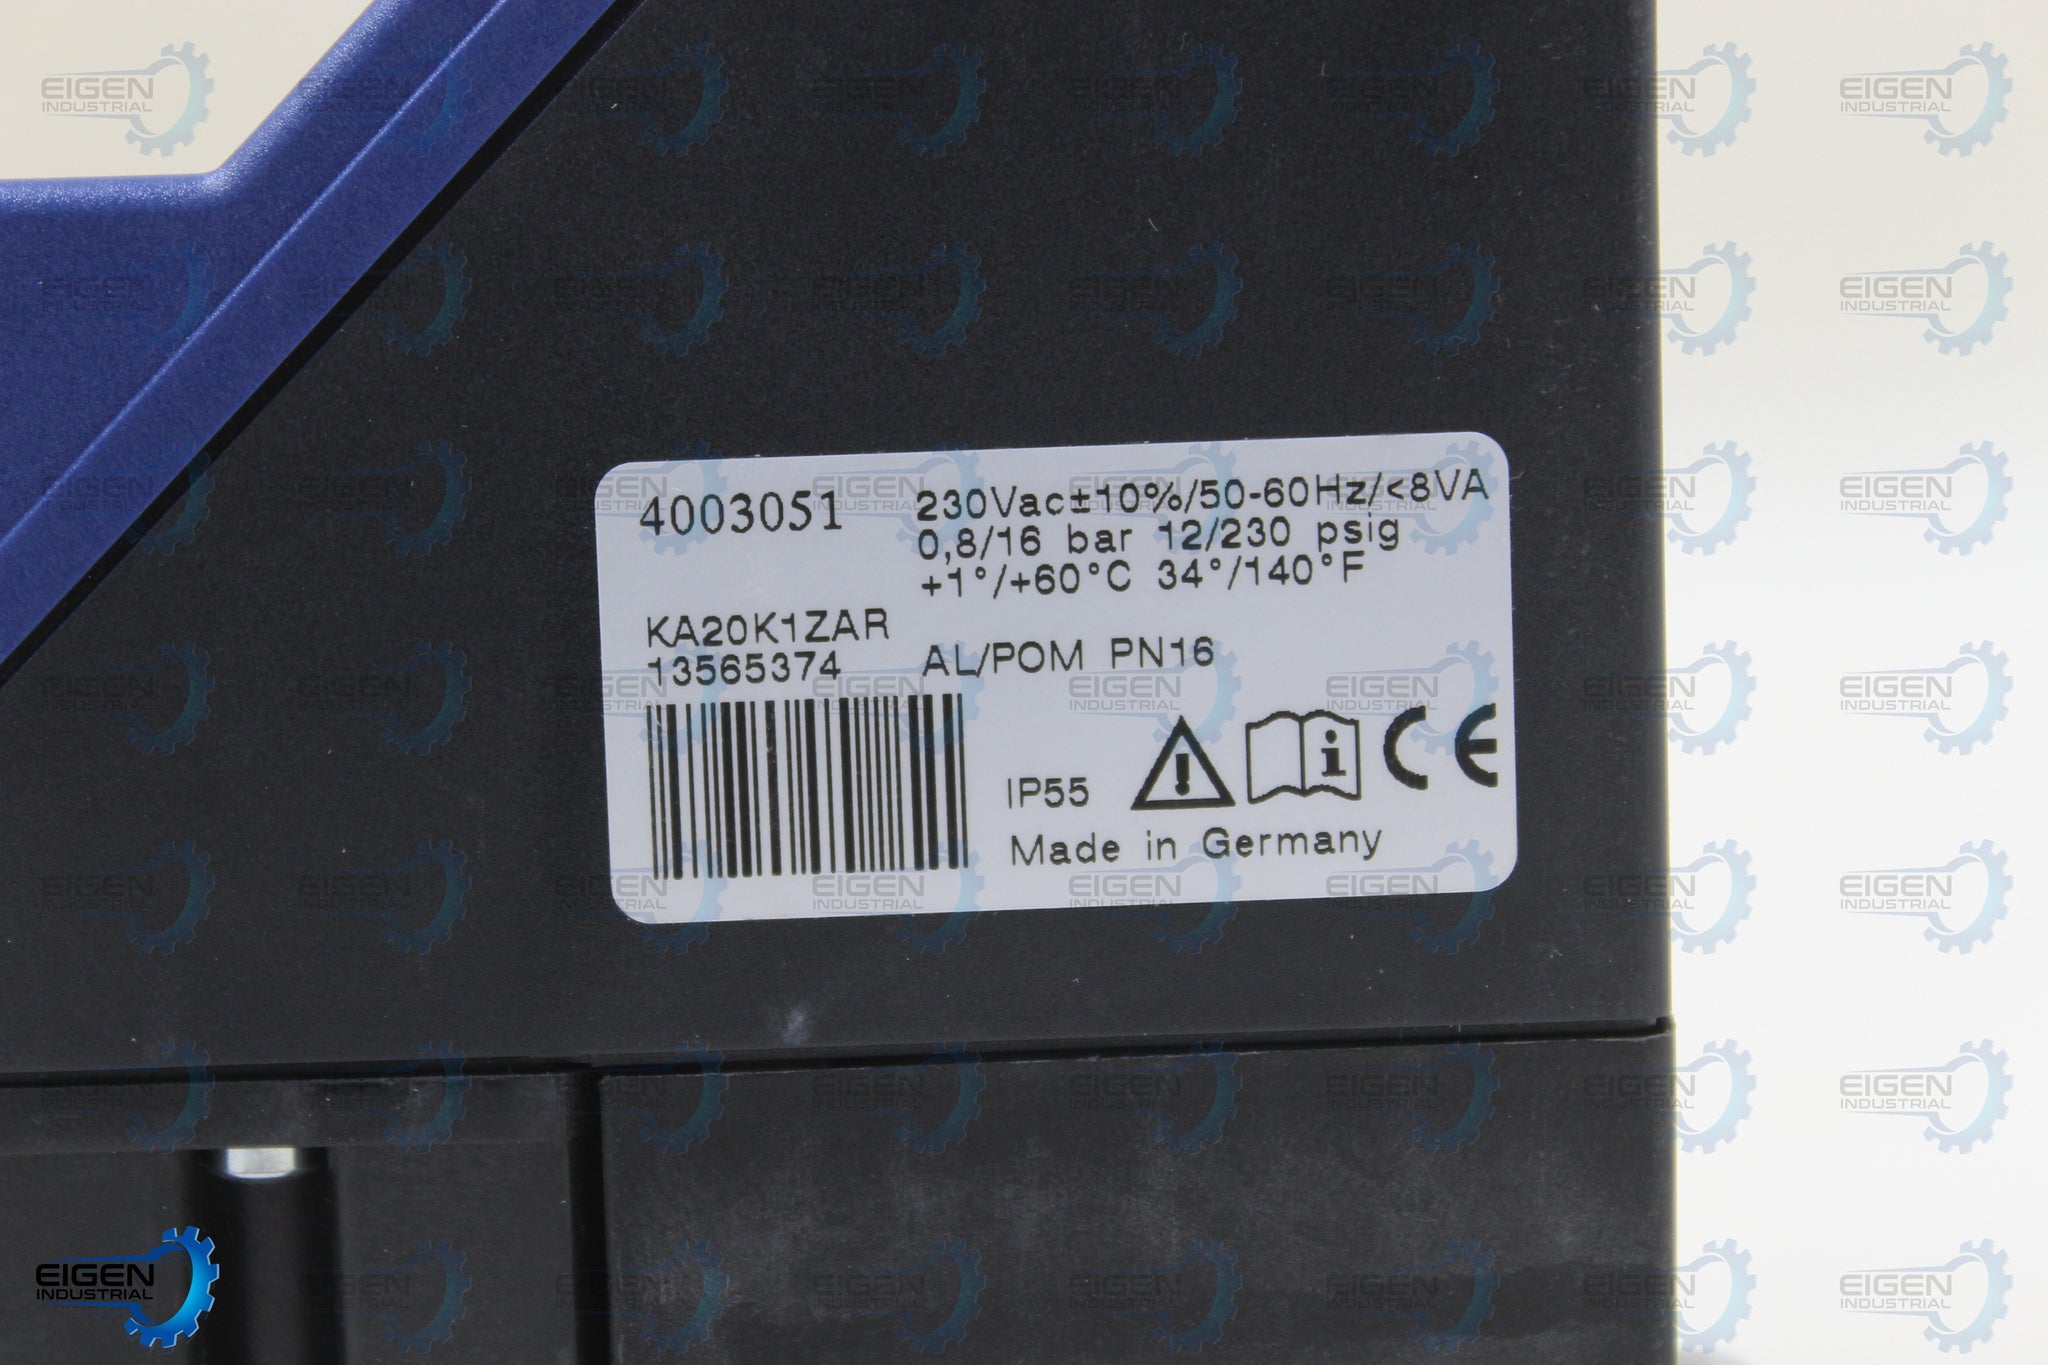 4003051
230Vac±10%/50-60Hz/<8VA
0,8/16 bar 12/230 psig
+1°/+60°C 34°/140°F
KA20K1ZAR
13565374
AL/POM PN16
IP55
CE
Made in Germany
EIGEN
INDUSTRIAL